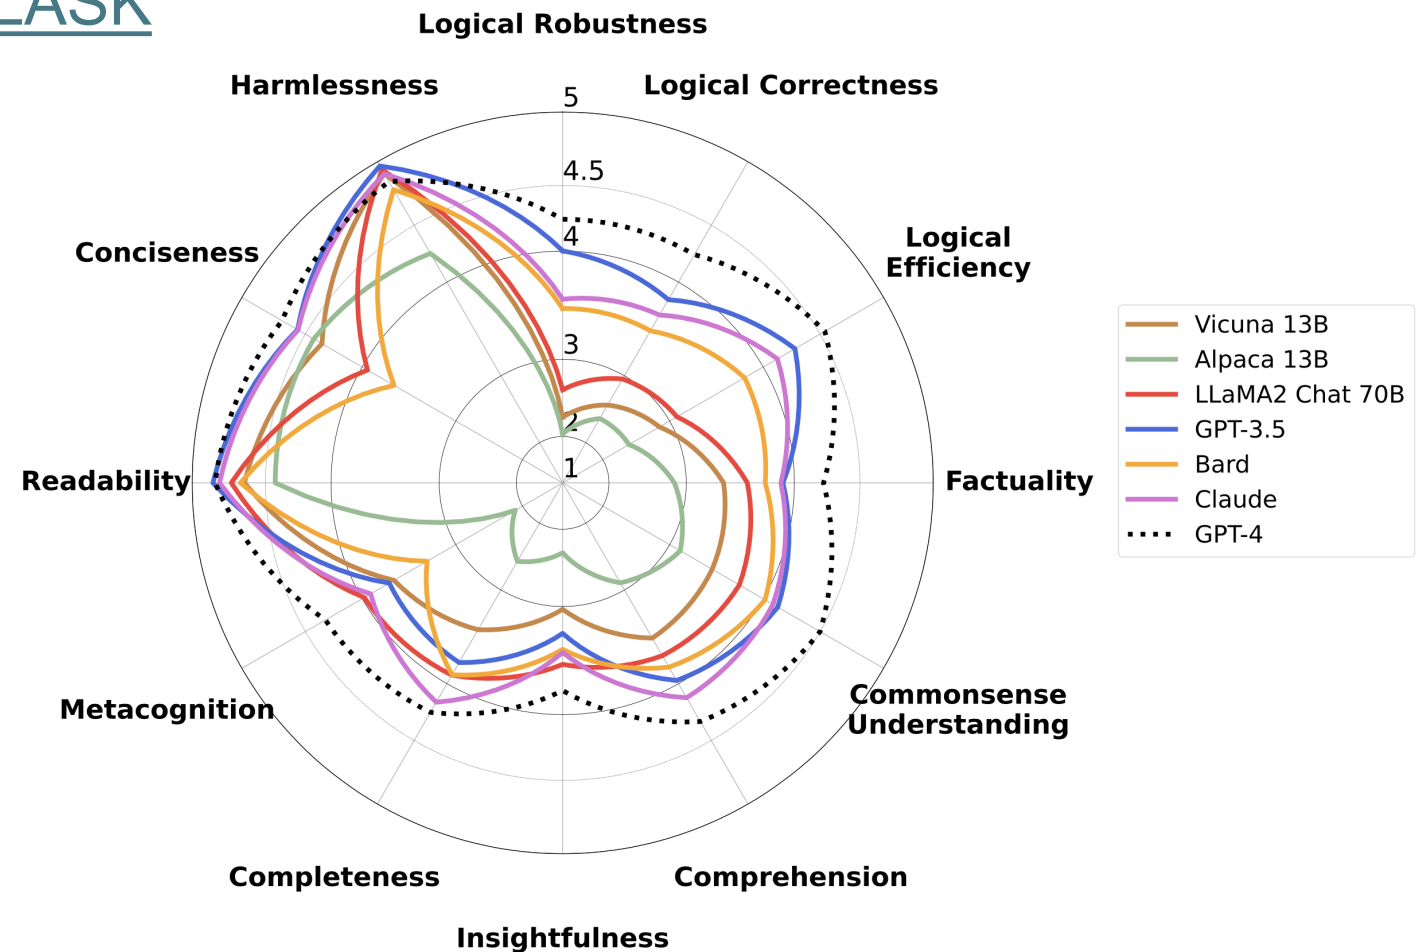 LASK
Logical Robustness
Harmlessness
Logical Correctness
5
4.5
4
3
2
1
Conciseness
Logical
Efficiency
Readability
Factuality
Metacognition
Commonsense
Understanding
Completeness
Comprehension
Insightfulness
Vicuna 13B
Alpaca 13B
LLaMA2 Chat 70B
GPT-3.5
Bard
Claude
GPT-4